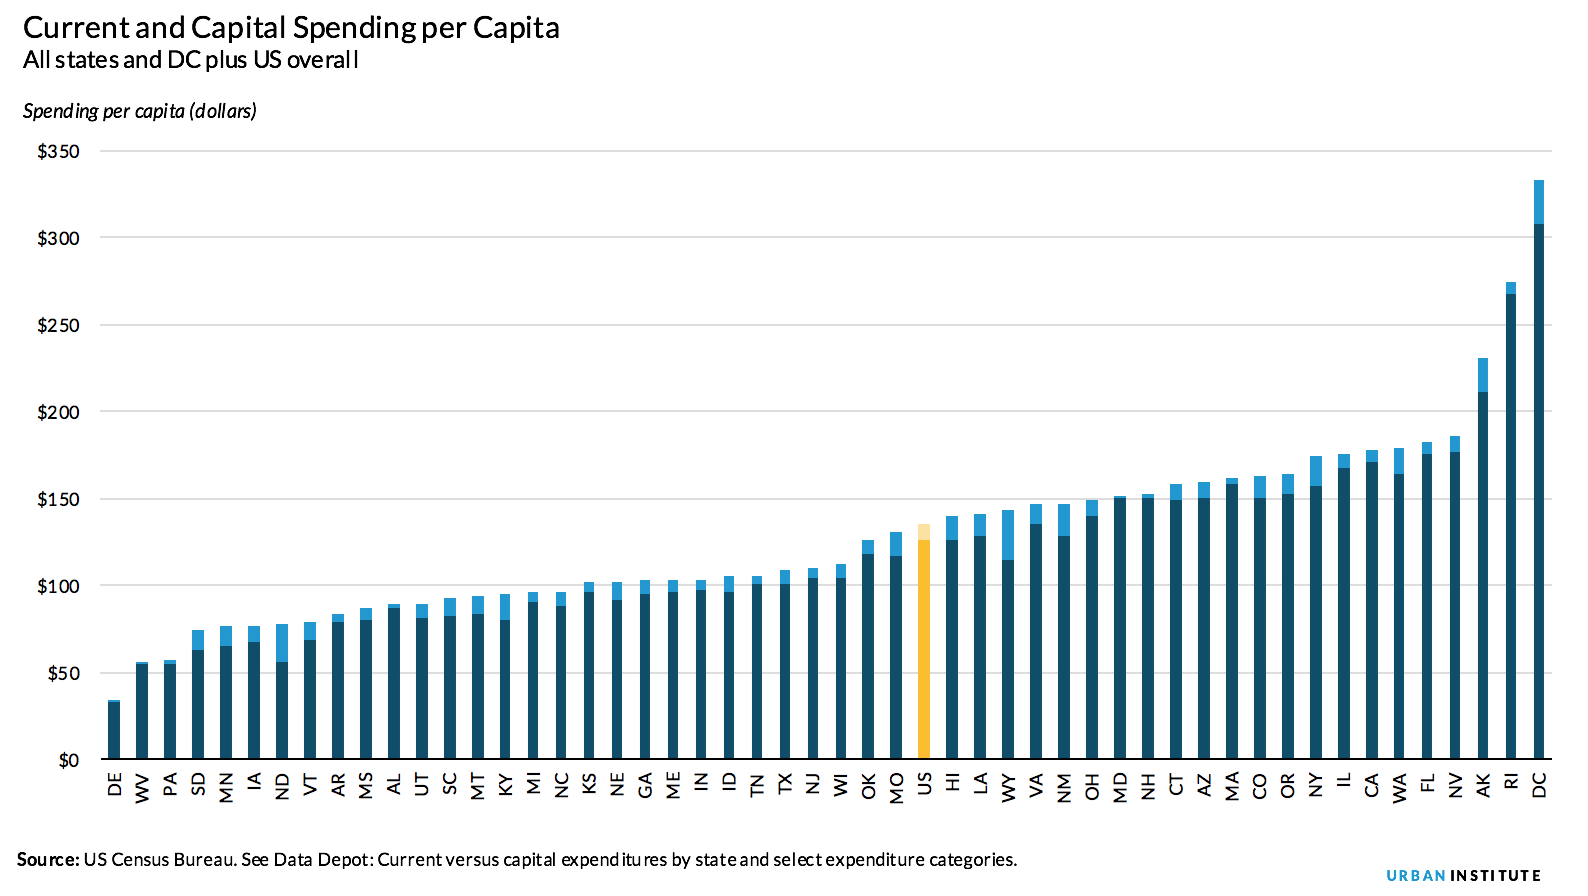 Current and Capital Spending per Capita
All states and DC plus US overall
Spending per capita (dollars)
$350
$300
$250
$200
$150
$100
$50
$0
DE WV PA SD MN IA ND VT AR MS AL UT SC MT KY MI NC KS NE GA ME IN ID TN TX NJ WI OK MO US HI LA WY VA NM OH MD NH CT AZ MA CO OR NY IL CA WA FL NV AK RI DC
Source: US Census Bureau. See Data Depot: Current versus capital expenditures by state and select expenditure categories.
URBAN INSTITUTE